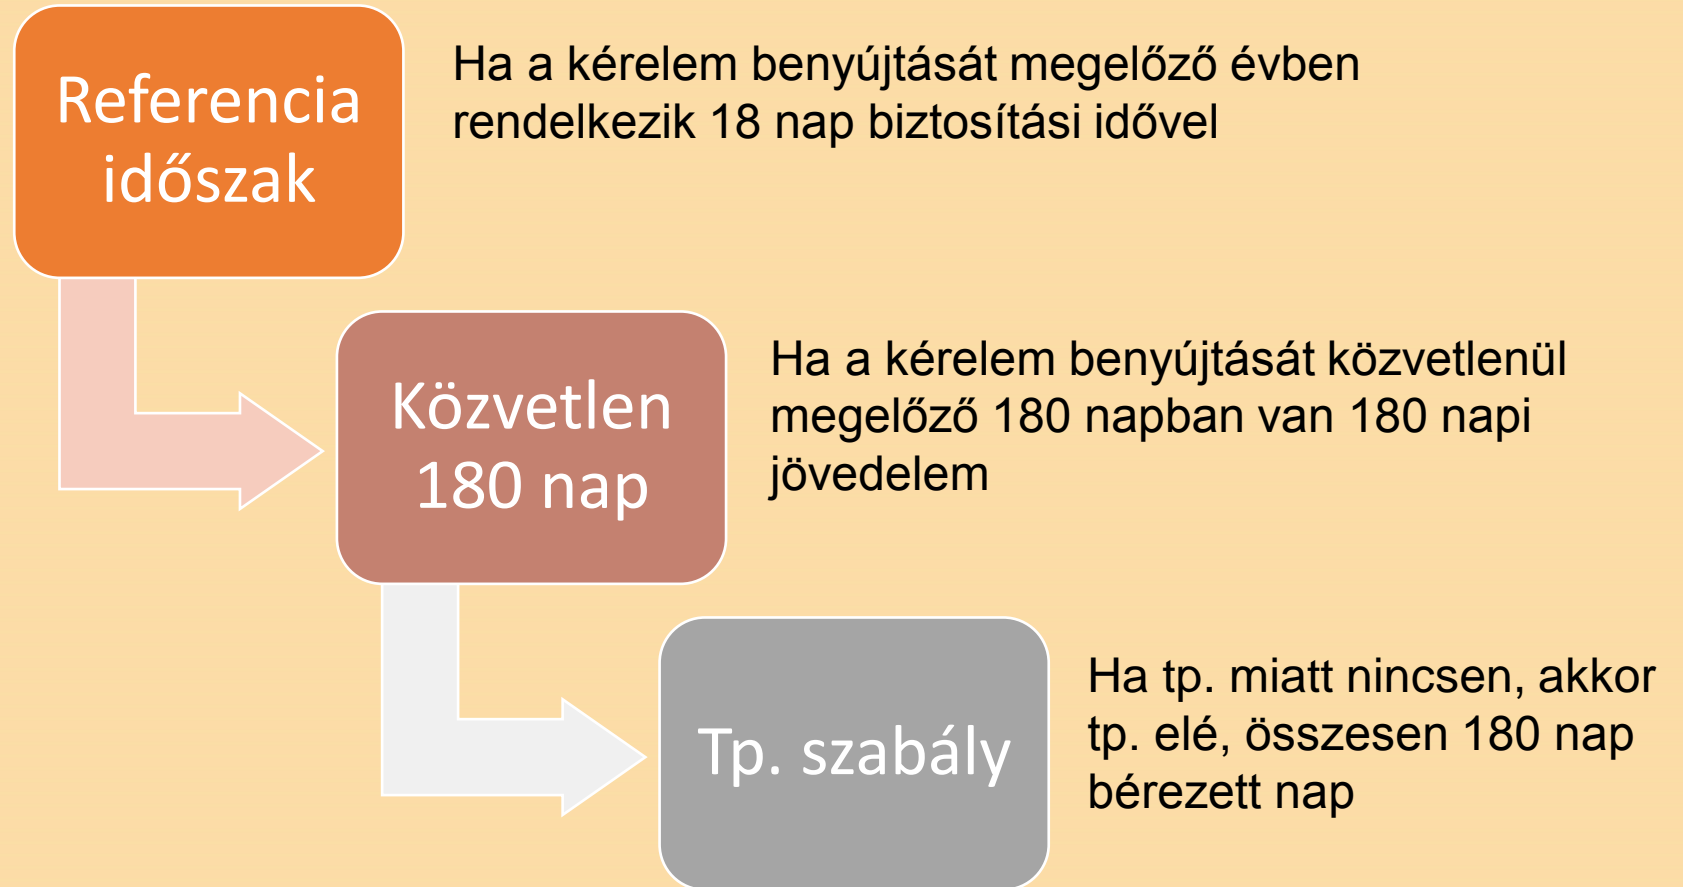 Referencia
időszak
Ha a kérelem benyújtását megelőző évben
rendelkezik 18 nap biztosítási idővel
Közvetlen
180 nap
Ha a kérelem benyújtását közvetlenül
megelőző 180 napban van 180 napi
jövedelem
Tp. szabály
Ha tp. miatt nincsen, akkor
tp. elé, összesen 180 nap
bérezett nap